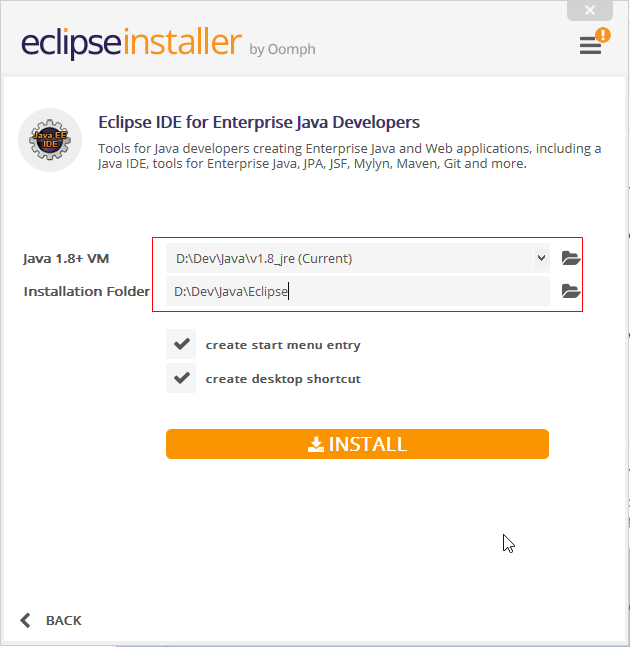 eclipseinstaller by Oomph
!
Java EE
IDE
Eclipse IDE for Enterprise Java Developers
Tools for Java developers creating Enterprise Java and Web applications, including a
Java IDE, tools for Enterprise Java, JPA, JSF, Mylyn, Maven, Git and more.
Java 1.8+ VM D:\Dev\Java\v1.8_jre (Current)
Installation Folder D:\Dev\Java\Eclipse
create start menu entry
create desktop shortcut
INSTALL
BACK